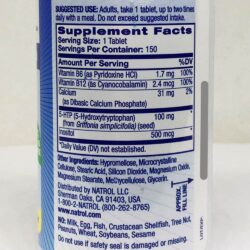 SUGGESTED USE: Adults, take 1 tablet, up to two times
daily with a meal. Do not exceed suggested intake.
Supplement Facts
Serving Size: 1 Tablet
Servings Per Container: 150
Amount Per Serving %DV
Vitamin B6 (as Pyridoxine HCl) 1.7 mg 100%
Vitamin B12 (as Cyanocobalamin) 2.4 mcg 100%
Calcium 31 mg 2%
(as Dibasic Calcium Phosphate)
5-HTP (5-Hydroxytryptophan) 100 mg *
(from Griffonia simplicifolia) (seed)
Inositol 500 mcg *
*Daily Value (DV) not established.
Other Ingredients: Hypromellose, Microcrystalline
Cellulose, Stearic Acid, Silicon Dioxide, Maltodextrin,
Magnesium Stearate, Methylcellulose, Glycerin.
Distributed by: NATROL LLC
Sherman Oaks, CA 91423, USA
1-800-2-NATROL (800-262-8765)
www.natrol.com
NO: Milk, Egg, Fish, Crustacean Shellfish, Tree Nuts,
Peanuts, Wheat, Soybeans, Sesame.
Do not use if safety seal is damaged or missing.
APPROX.
FILL LINE